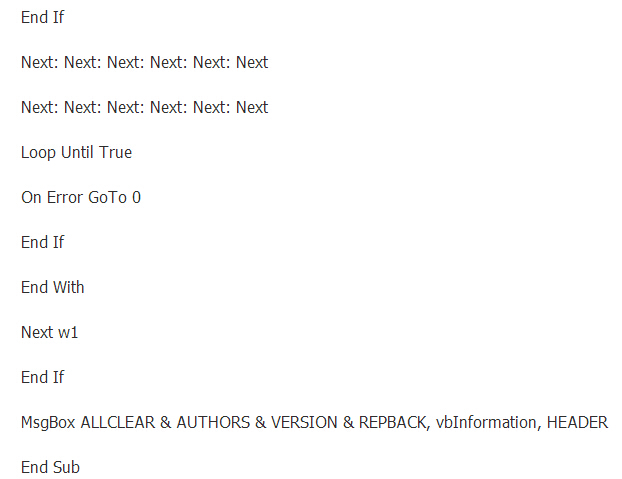 End If
Next: Next: Next: Next: Next: Next
Next: Next: Next: Next: Next: Next
Loop Until True
On Error GoTo 0
End If
End With
Next w1
End If
MsgBox ALLCLEAR & AUTHORS & VERSION & REPBACK, vbInformation, HEADER
End Sub